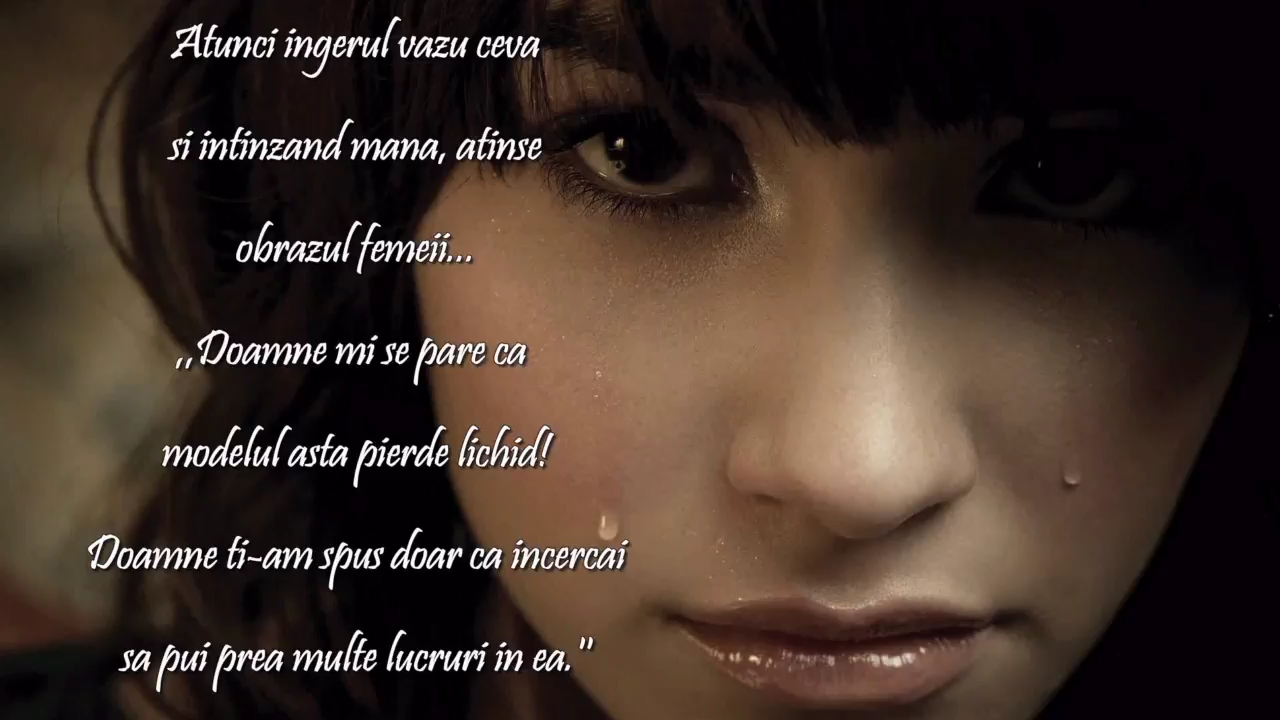 Atunci ingerul vazu ceva
si intinzand mana, atinse
obrazul femeii...
,,Doamne mi se pare ca
modelul asta pierde lichid!
Doamne ti-am spus doar ca incercai
sa pui prea multe lucruri in ea."